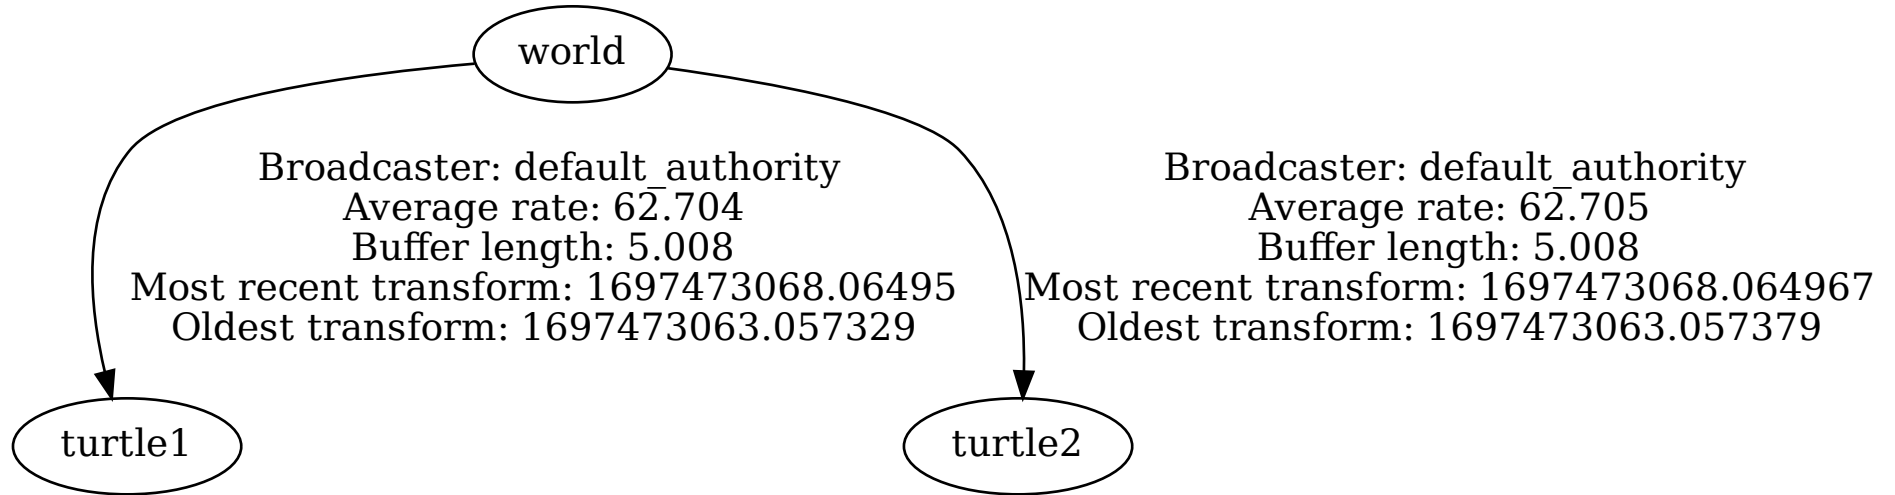 world
Broadcaster: default_authority
Average rate: 62.704
Buffer length: 5.008
Most recent transform: 1697473068.06495
Oldest transform: 1697473063.057329
Broadcaster: default_authority
Average rate: 62.705
Buffer length: 5.008
Most recent transform: 1697473068.064967
Oldest transform: 1697473063.057379
turtle1
turtle2